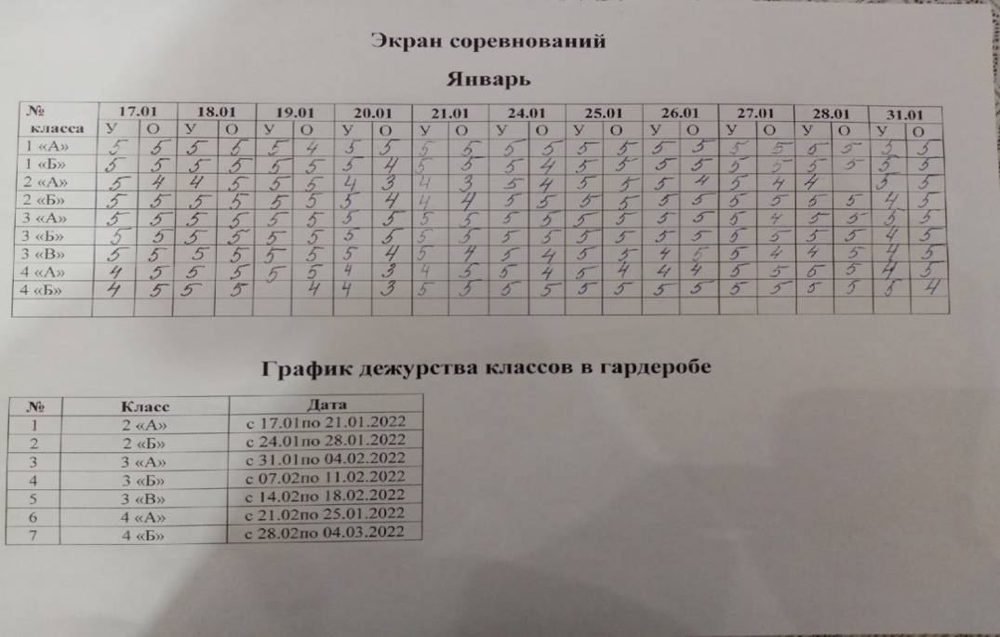 Экран соревнований
Январь
№ класса 17.01 18.01 19.01 20.01 21.01 24.01 25.01 26.01 27.01 28.01 31.01
У О У О У О У О У О У О У О У О У О У О У О
1 «А» 5 5 5 5 5 4 5 5 5 5 5 5 5 5 5 5 5 5 5 5 5 5
1 «Б» 5 5 5 5 5 5 5 4 5 5 5 4 5 5 5 5 5 5 5 5 5 5
2 «А» 5 4 4 5 5 5 4 3 4 3 5 4 5 5 5 4 5 4 4 5 5
2 «Б» 5 5 5 5 5 5 5 4 4 4 5 5 5 5 5 5 5 5 5 5 4 5
3 «А» 5 5 5 5 5 5 5 5 5 5 5 5 5 5 5 5 5 4 5 5 5 5
3 «Б» 5 5 5 5 5 5 5 5 5 5 5 5 5 5 5 5 5 5 5 5 4 5
3 «В» 5 5 5 5 5 5 5 4 5 4 5 4 5 5 4 5 5 4 4 5 4 5
4 «А» 4 5 5 5 5 5 4 3 4 5 5 4 5 4 4 4 5 5 5 5 4 5
4 «Б» 4 5 5 5 4 4 3 5 5 5 5 5 5 5 5 5 5 5 5 5 4
График дежурства классов в гардеробе
№ Класс Дата
1 2 «А» с 17.01по 21.01.2022
2 2 «Б» с 24.01по 28.01.2022
3 3 «А» с 31.01по 04.02.2022
4 3 «Б» с 07.02по 11.02.2022
5 3 «В» с 14.02по 18.02.2022
6 4 «А» с 21.02по 25.01.2022
7 4 «Б» с 28.02по 04.03.2022